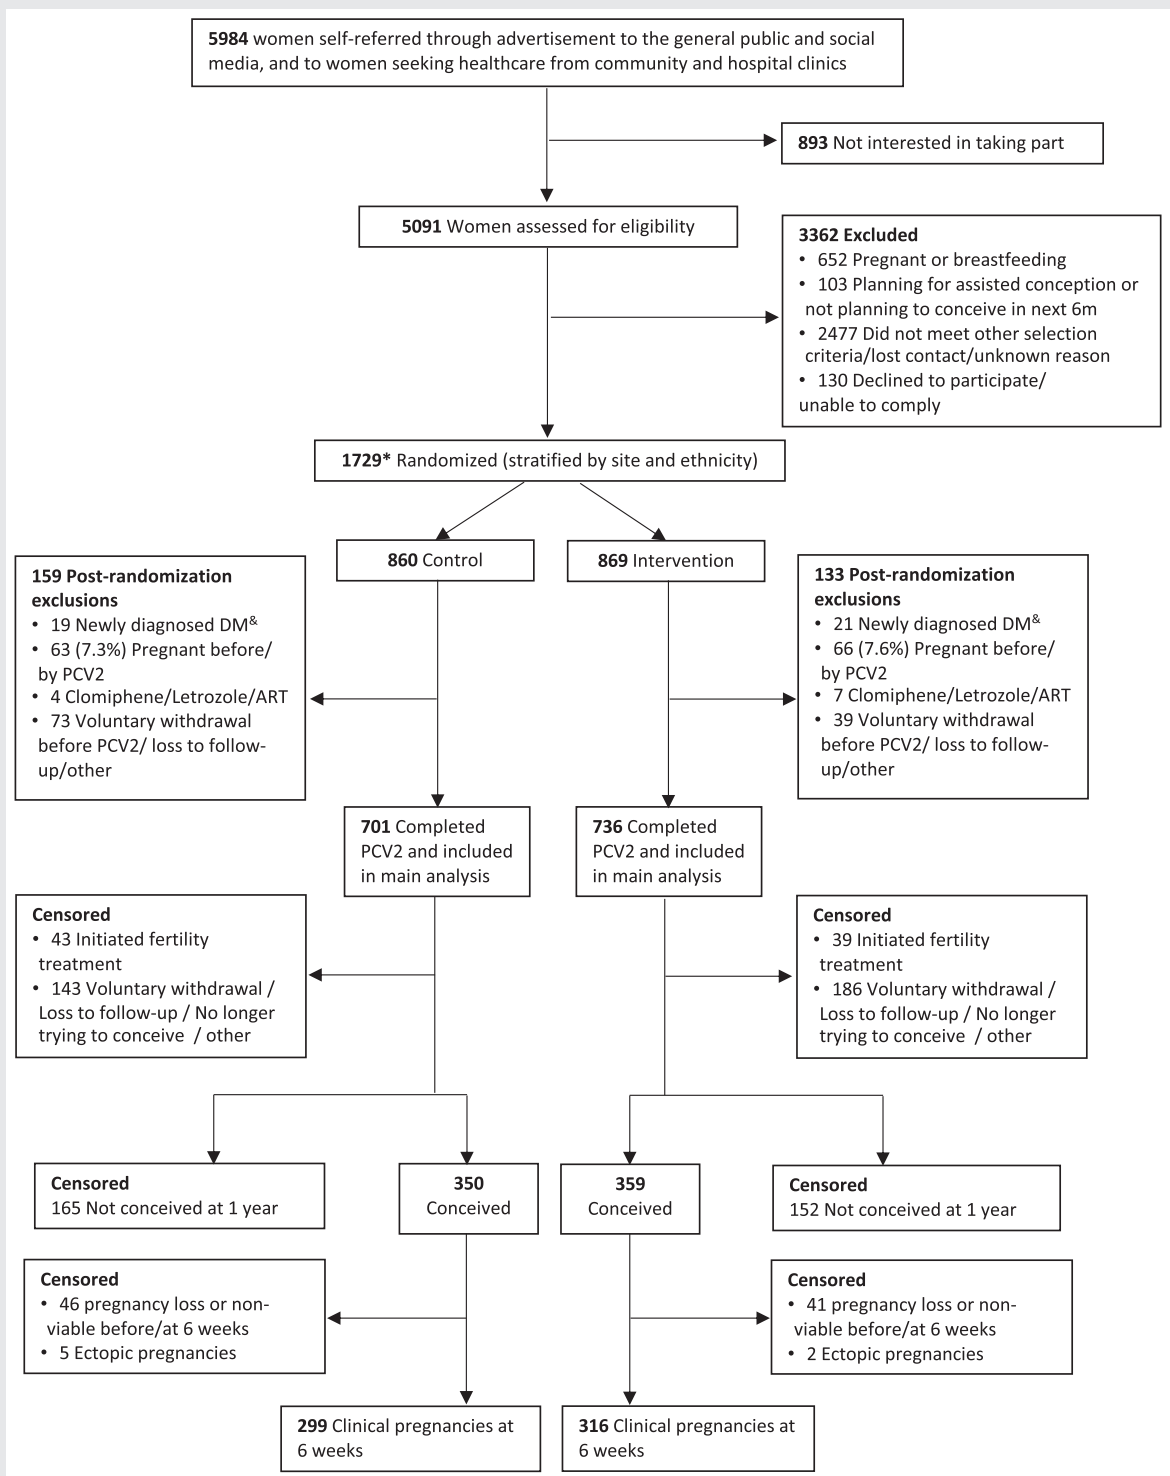 5984 women self-referred through advertisement to the general public and social
media, and to women seeking healthcare from community and hospital clinics
893 Not interested in taking part
5091 Women assessed for eligibility
3362 Excluded
• 652 Pregnant or breastfeeding
• 103 Planning for assisted conception or
not planning to conceive in next 6m
• 2477 Did not meet other selection
criteria/lost contact/unknown reason
• 130 Declined to participate/
unable to comply
1729* Randomized (stratified by site and ethnicity)
860 Control
869 Intervention
159 Post-randomization
exclusions
• 19 Newly diagnosed DM&
• 63 (7.3%) Pregnant before/
by PCV2
• 4 Clomiphene/Letrozole/ART
• 73 Voluntary withdrawal
before PCV2/ loss to follow-
up/other
133 Post-randomization
exclusions
• 21 Newly diagnosed DM&
• 66 (7.6%) Pregnant before/
by PCV2
• 7 Clomiphene/Letrozole/ART
• 39 Voluntary withdrawal
before PCV2/ loss to follow-
up/other
701 Completed
PCV2 and included
in main analysis
736 Completed
PCV2 and included
in main analysis
Censored
• 43 Initiated fertility
treatment
• 143 Voluntary withdrawal /
Loss to follow-up / No longer
trying to conceive / other
Censored
• 39 Initiated fertility
treatment
• 186 Voluntary withdrawal /
Loss to follow-up / No longer
trying to conceive / other
Censored
165 Not conceived at 1 year
350
Conceived
359
Conceived
Censored
152 Not conceived at 1 year
Censored
• 46 pregnancy loss or non-
viable before/at 6 weeks
• 5 Ectopic pregnancies
Censored
• 41 pregnancy loss or non-
viable before/at 6 weeks
• 2 Ectopic pregnancies
299 Clinical pregnancies at
6 weeks
316 Clinical pregnancies at
6 weeks